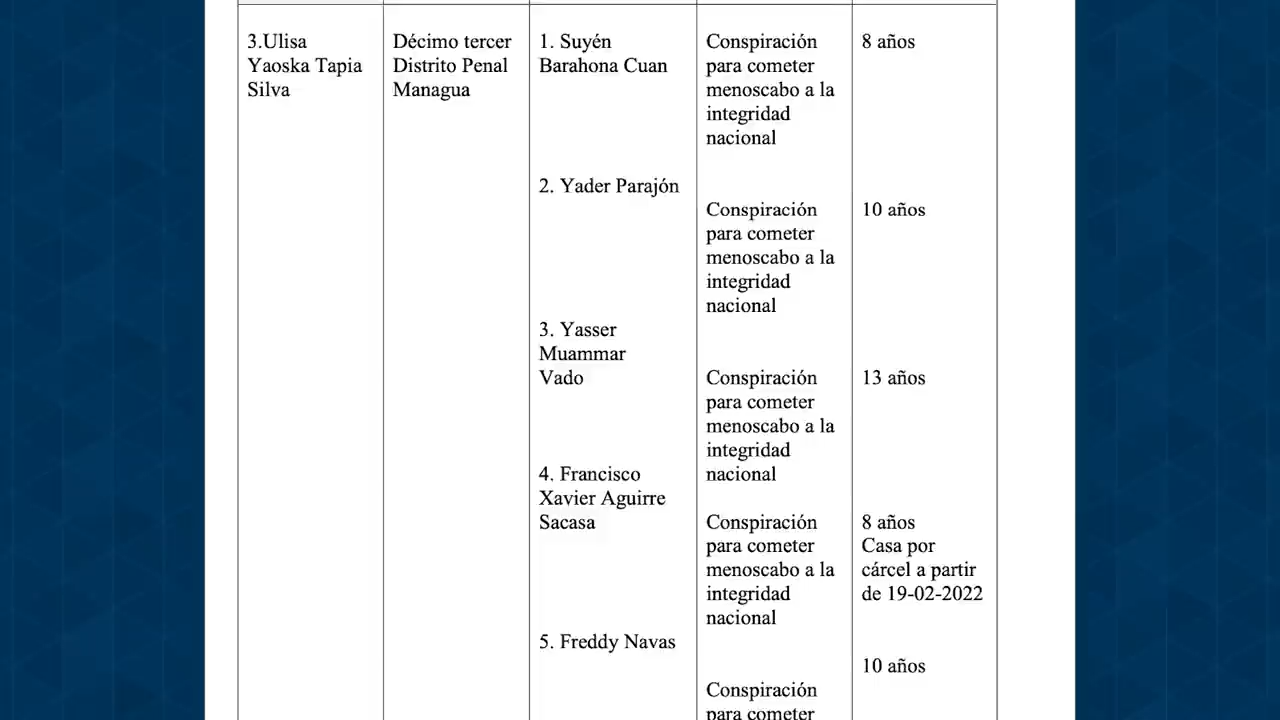 3.Ulisa
Yaoska Tapia
Silva
Décimo tercer
Distrito Penal
Managua
1. Suyén
Barahona Cuan
Conspiración
para cometer
menoscabo a la
integridad
nacional
8 años
2. Yader Parajón
Conspiración
para cometer
menoscabo a la
integridad
nacional
10 años
3. Yasser
Muammar
Vado
Conspiración
para cometer
menoscabo a la
integridad
nacional
13 años
4. Francisco
Xavier Aguirre
Sacasa
Conspiración
para cometer
menoscabo a la
integridad
nacional
8 años
Casa por
cárcel a partir
de 19-02-2022
5. Freddy Navas
Conspiración
para cometer
10 años